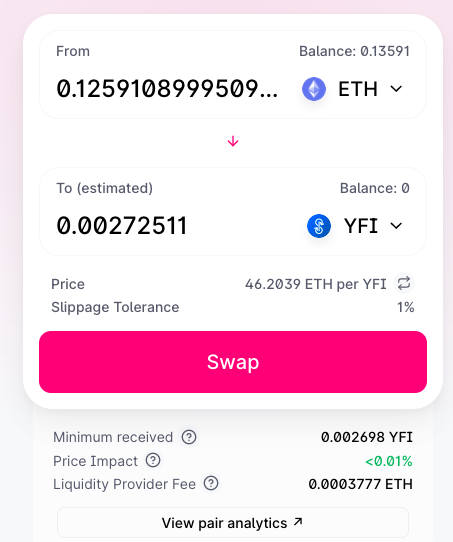 From Balance: 0.13591
0.1259108999509... ETH
To (estimated) Balance: 0
0.00272511 YFI
Price 46.2039 ETH per YFI
Slippage Tolerance 1%
Swap
Minimum received 0.002698 YFI
Price Impact <0.01%
Liquidity Provider Fee 0.0003777 ETH
View pair analytics ↗